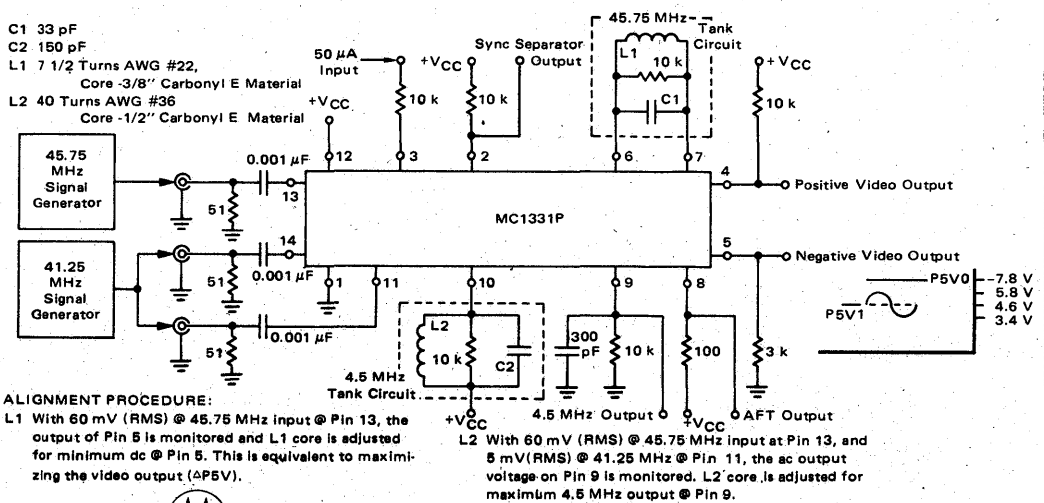 C1 33 pF
C2 150 pF
L1 7 1/2 Turns AWG #22,
Core -3/8" Carbonyl E Material
L2 40 Turns AWG #36
Core -1/2" Carbonyl E Material
50 μA
Input
10 k
+VCC
10 k
Sync Separator
Output
45.75 MHz
Tank
Circuit
L1
10 k
C1
+VCC
10 k
+VCC
12
3
2
6
7
45.75
MHz
Signal
Generator
51
0.001 μF
13
MC1331P
4
Positive Video Output
41.25
MHz
Signal
Generator
51
0.001 μF
14
5
Negative Video Output
51
0.001 μF
1
11
10
9
8
L2
10 k
C2
4.5 MHz
Tank Circuit
+VCC
300
pF
10 k
4.5 MHz Output
100
+VCC
AFT Output
3 k
P5V0
P5V1
7.8 V
5.8 V
4.6 V
3.4 V
ALIGNMENT PROCEDURE:
L1 With 60 mV (RMS) @ 45.75 MHz input @ Pin 13, the
output of Pin 5 is monitored and L1 core is adjusted
for minimum dc @ Pin 5. This is equivalent to maximi-
zing the video output (△P5V).
L2 With 60 mV (RMS) @ 45.75 MHz input at Pin 13, and
5 mV(RMS) @ 41.25 MHz @ Pin 11, the ac output
voltage on Pin 9 is monitored. L2 core is adjusted for
maximum 4.5 MHz output @ Pin 9.